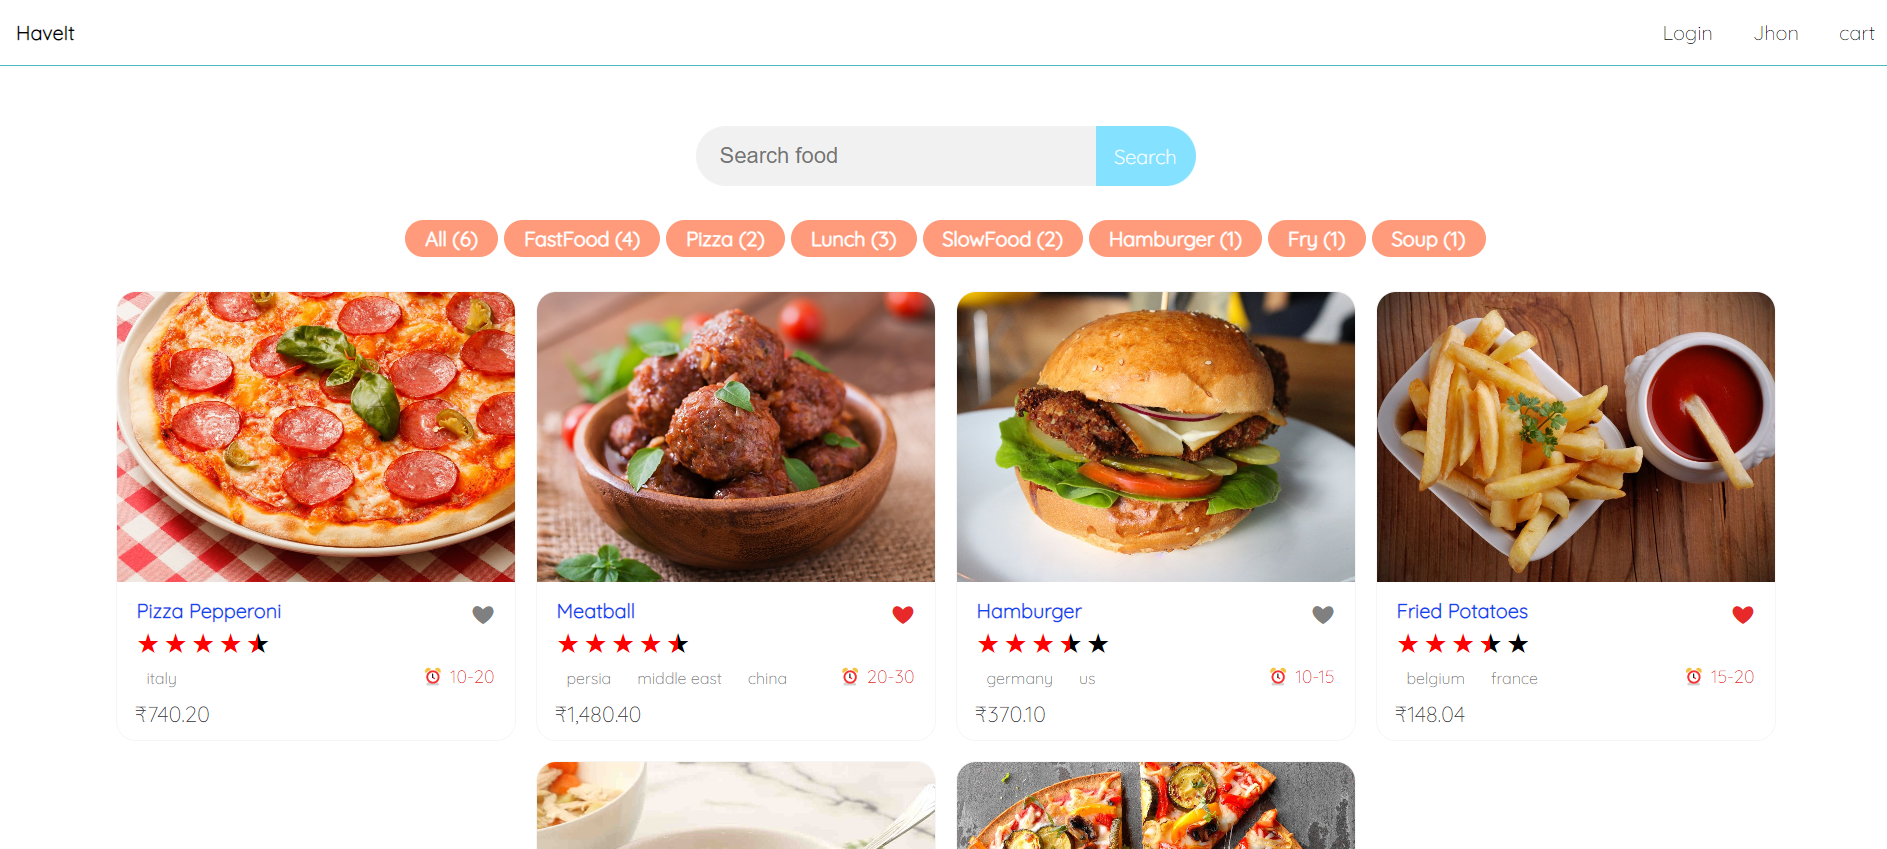 HaveIt
Login Jhon cart
Search food Search
All (6) FastFood (4) Pizza (2) Lunch (3) SlowFood (2) Hamburger (1) Fry (1) Soup (1)
Pizza Pepperoni Meatball Hamburger Fried Potatoes
italy 10-20 persia middle east china 20-30 germany us 10-15 belgium france 15-20
₹740.20 ₹1,480.40 ₹370.10 ₹148.04